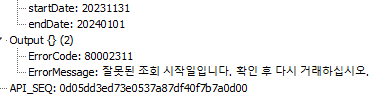 startDate: 20231131
endDate: 20240101
Output {} (2)
ErrorCode: 80002311
ErrorMessage: 잘못된 조회 시작일입니다. 확인 후 다시 거래하십시오.
API_SEQ: 0d05dd3ed73e0537a87df40f7b7a0d00